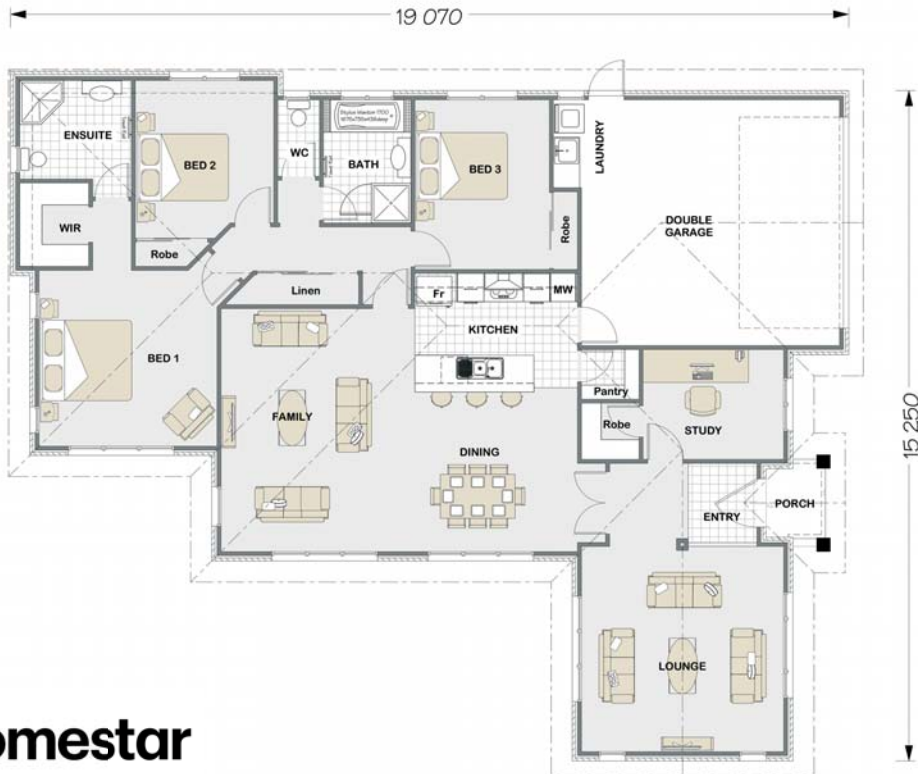 19 070
ENSUITE
BED 2
WC
BATH
BED 3
LAUNDRY
DOUBLE
GARAGE
WIR
Robe
Robe
Linen
Fr
MW
KITCHEN
BED 1
Pantry
FAMILY
Robe
STUDY
DINING
15 250
ENTRY
PORCH
LOUNGE
omestar